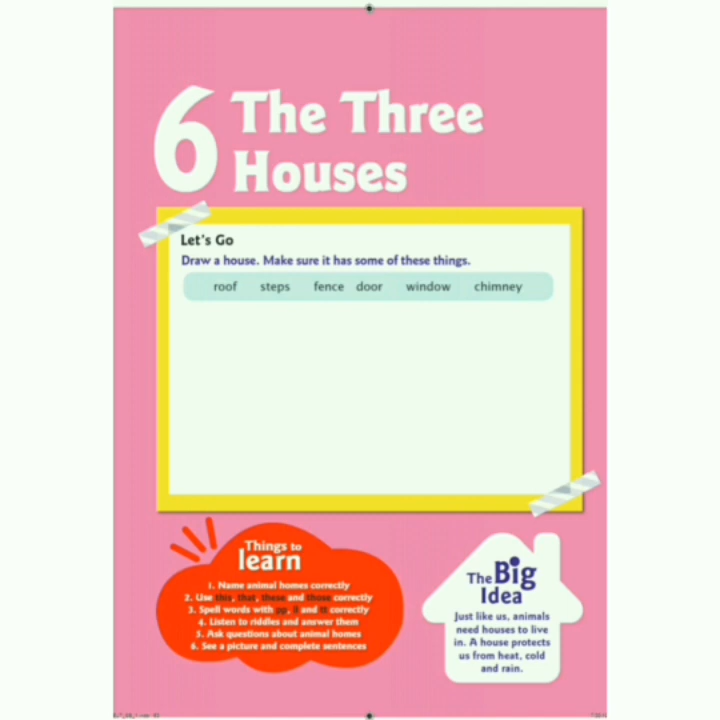 6 The Three
Houses
Let's Go
Draw a house. Make sure it has some of these things.
roof steps fence door window chimney
Things to
learn
1. Name animal homes correctly
2. Use this, that, these and those correctly
3. Spell words with and correctly
4. Listen to riddles and answer them
5. Ask questions about animal homes
6. See a picture and complete sentences
The Big
Idea
Just like us, animals
need houses to live
in. A house protects
us from heat, cold
and rain.